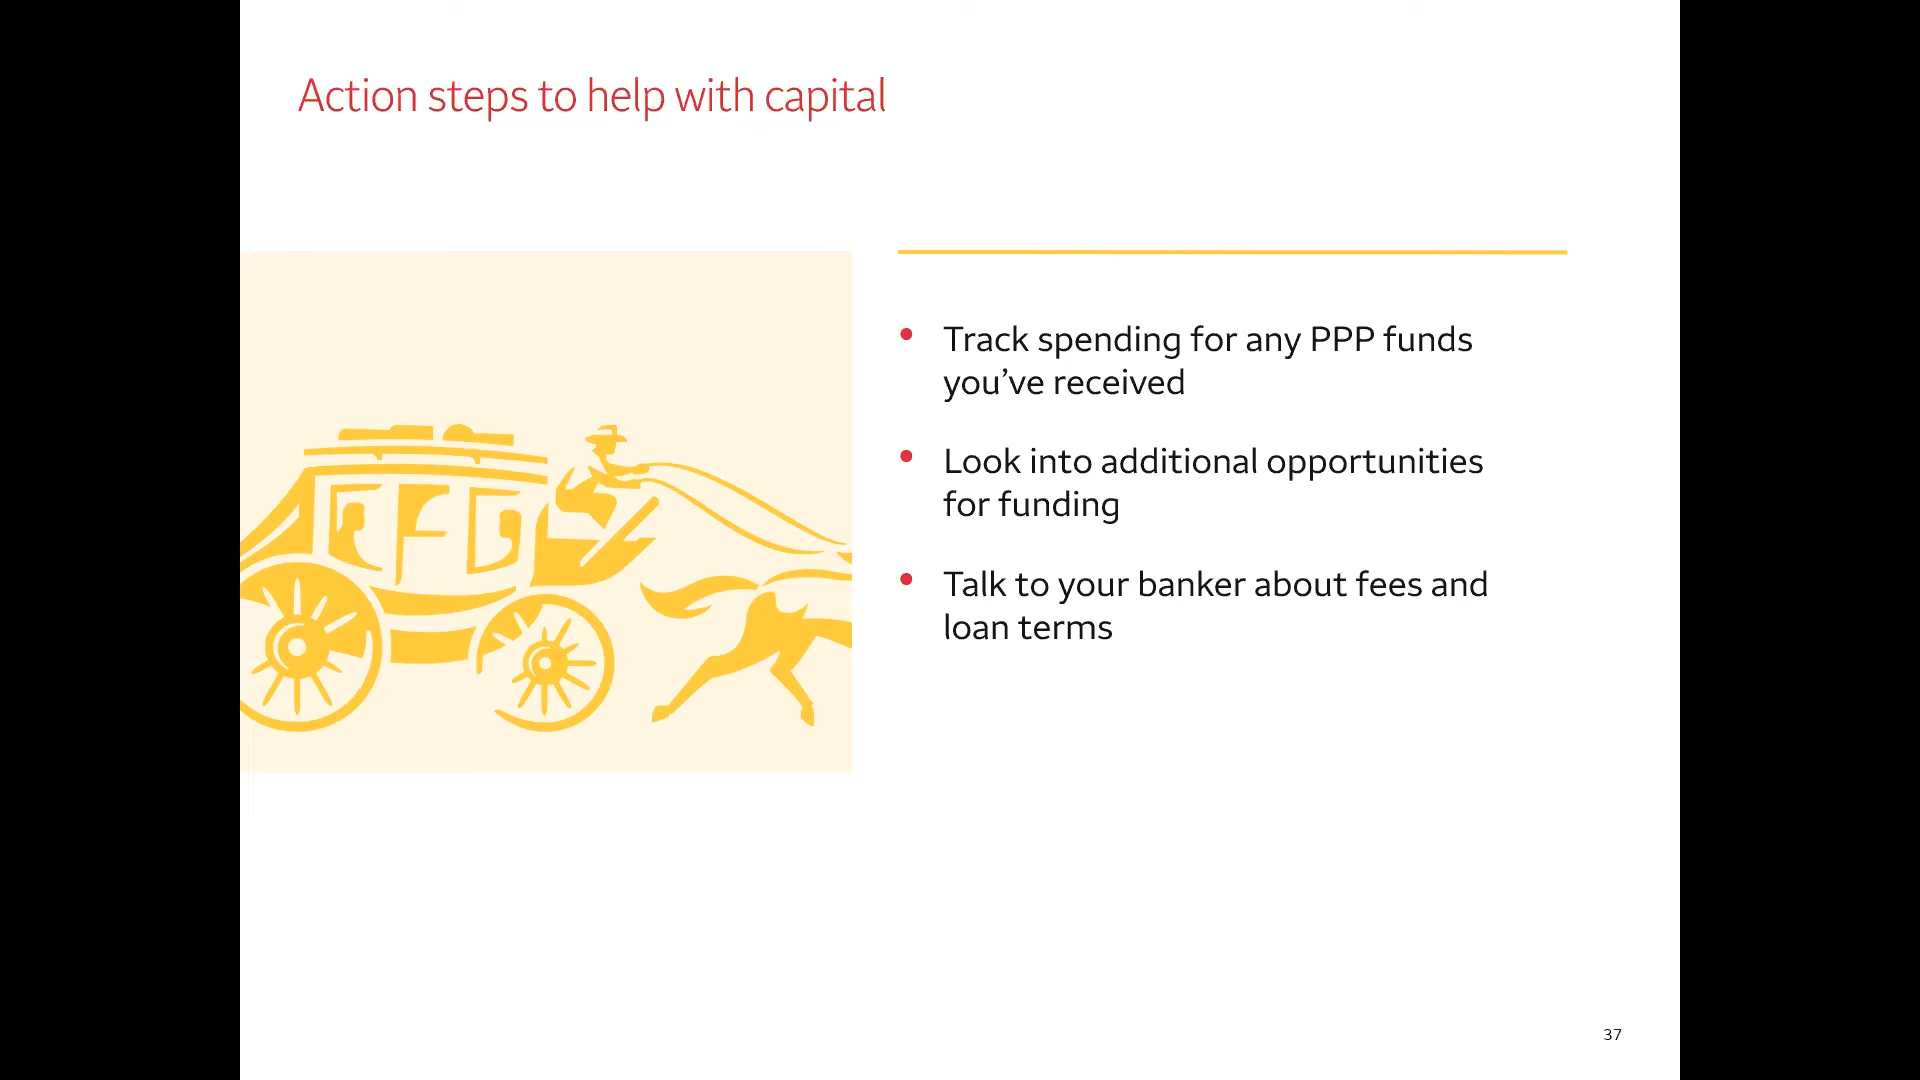 Action steps to help with capital
• Track spending for any PPP funds
you’ve received
• Look into additional opportunities
for funding
• Talk to your banker about fees and
loan terms
37